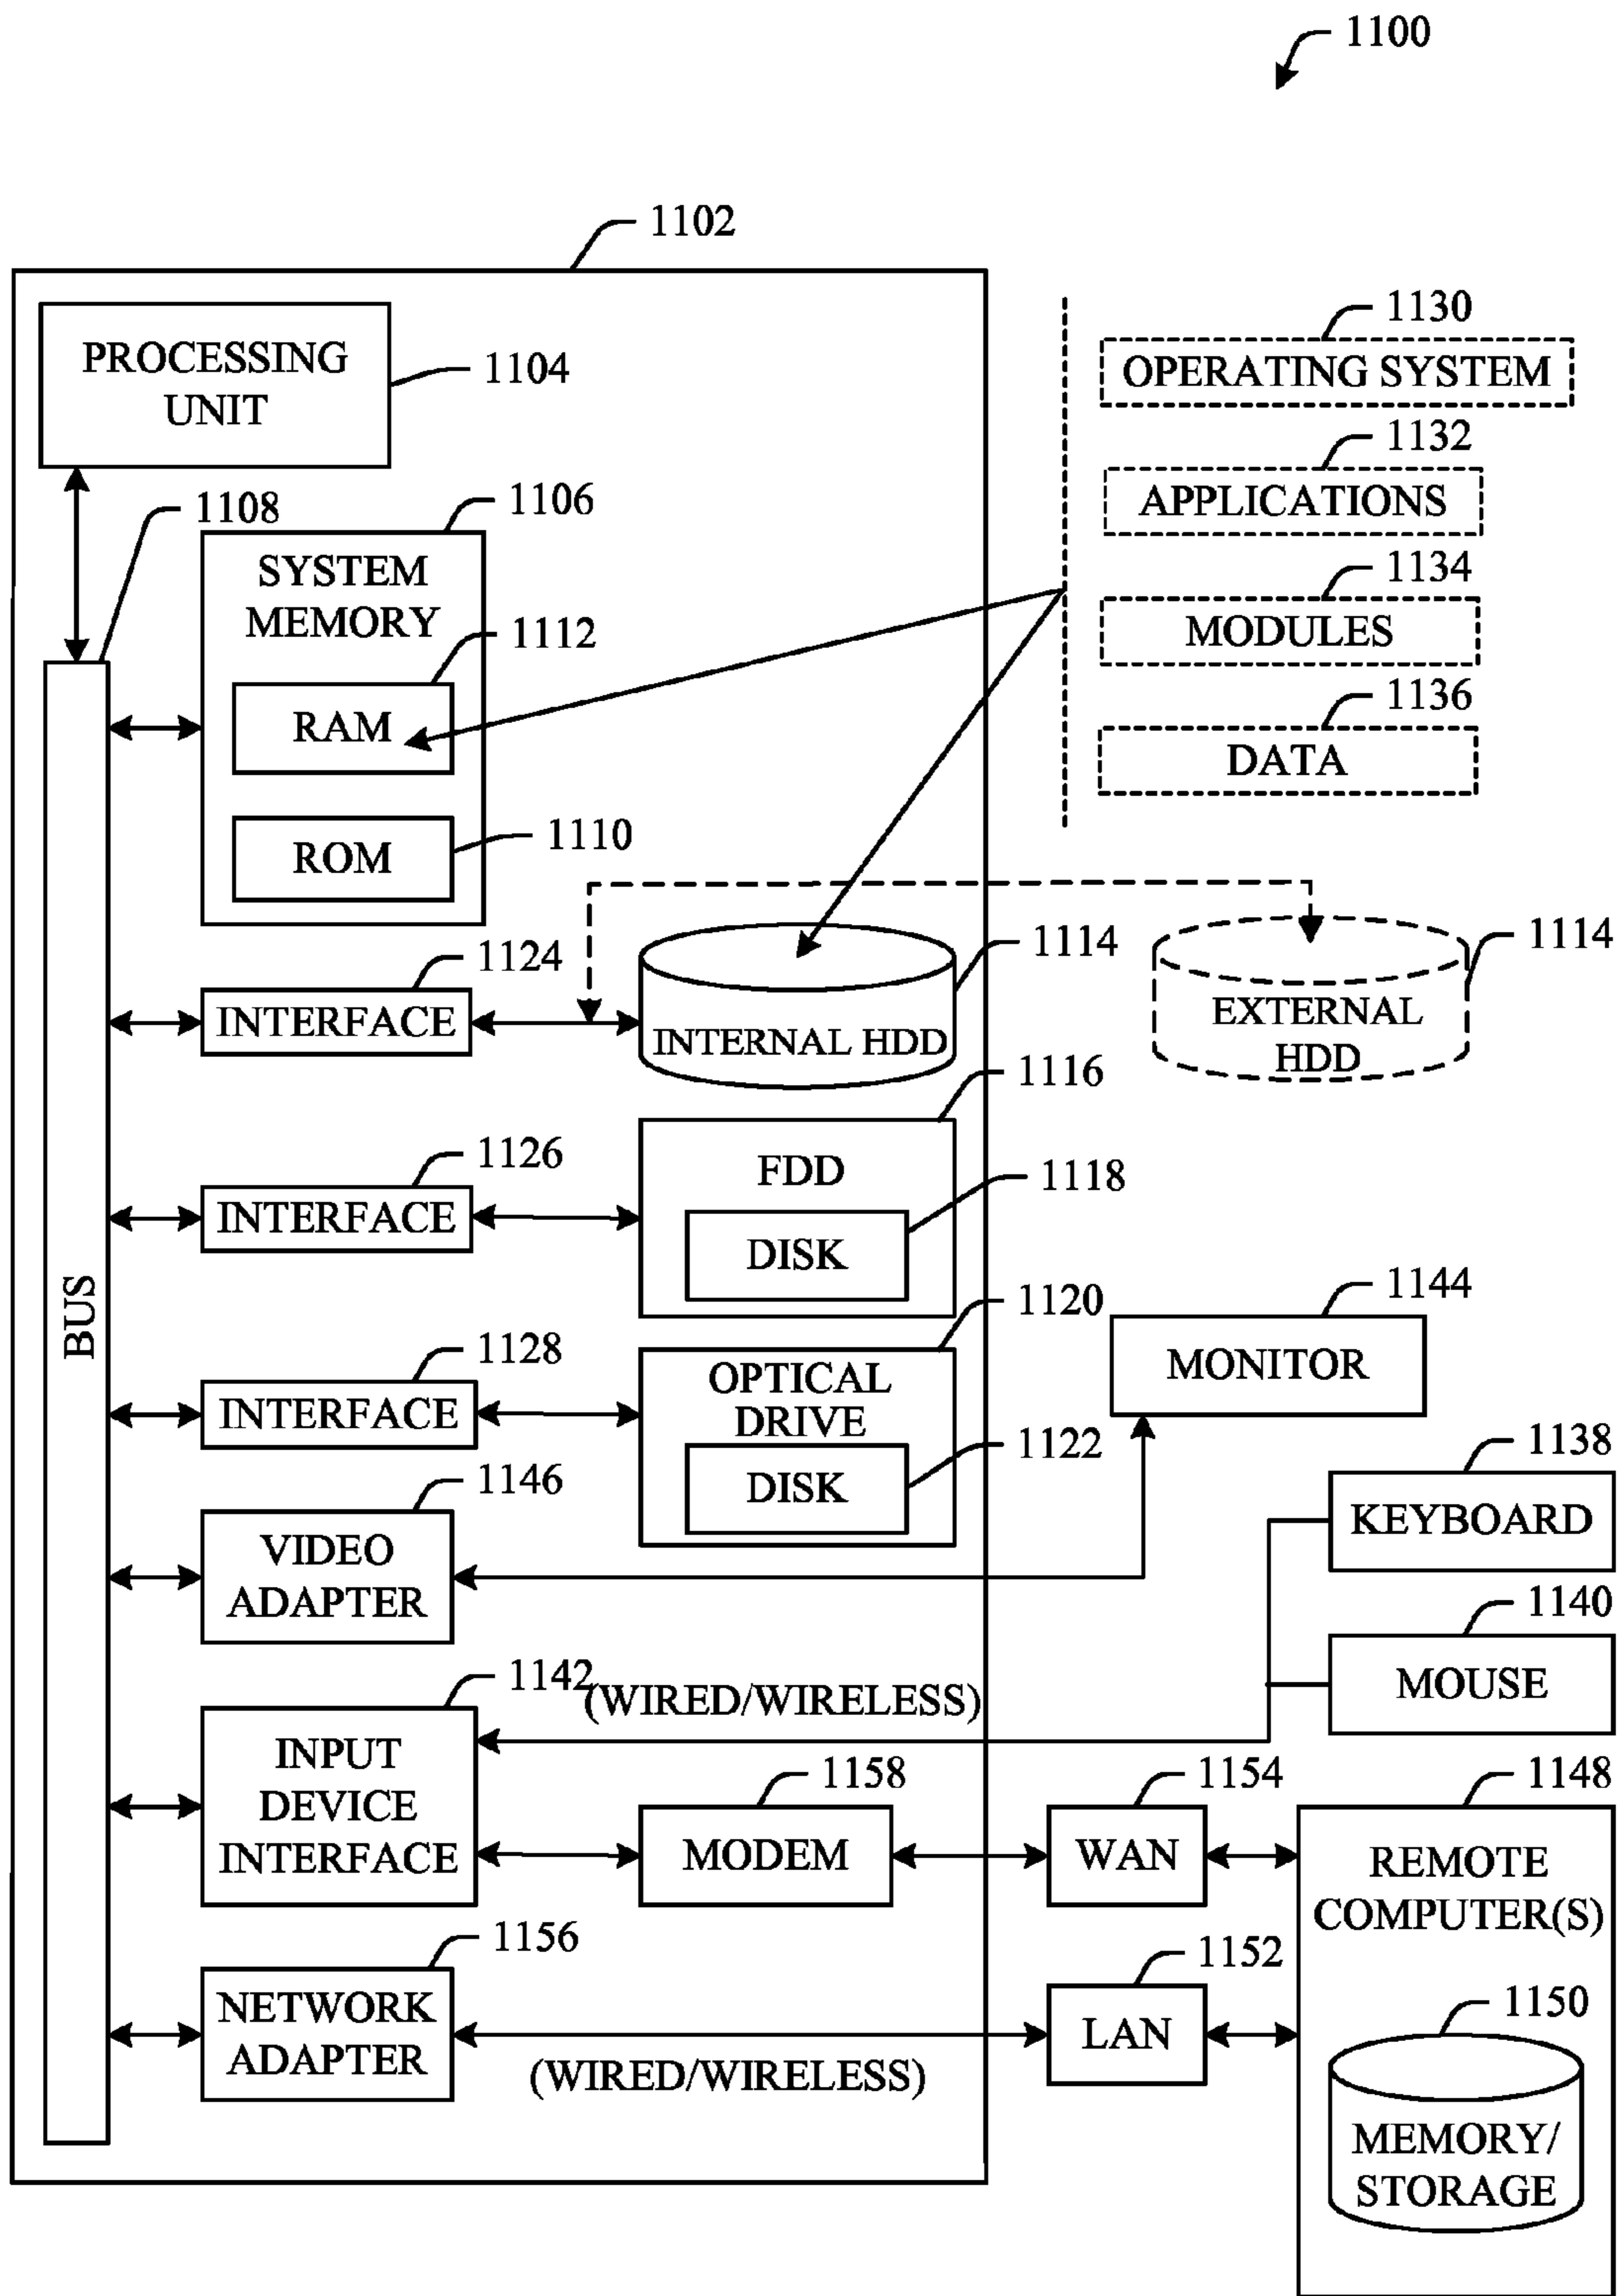 1100
1102
PROCESSING
UNIT
1104
1130
OPERATING SYSTEM
1132
APPLICATIONS
1134
MODULES
1136
DATA
1108
1106
SYSTEM
MEMORY
1112
RAM
1110
ROM
BUS
1124
INTERFACE
1114
INTERNAL HDD
1114
EXTERNAL
HDD
1126
INTERFACE
1116
FDD
1118
DISK
1128
INTERFACE
1120
OPTICAL
DRIVE
1122
DISK
1144
MONITOR
1146
VIDEO
ADAPTER
1138
KEYBOARD
1140
MOUSE
1142
(WIRED/WIRELESS)
INPUT
DEVICE
INTERFACE
1158
MODEM
1154
WAN
1148
REMOTE
COMPUTER(S)
1156
NETWORK
ADAPTER
(WIRED/WIRELESS)
1152
LAN
1150
MEMORY/
STORAGE